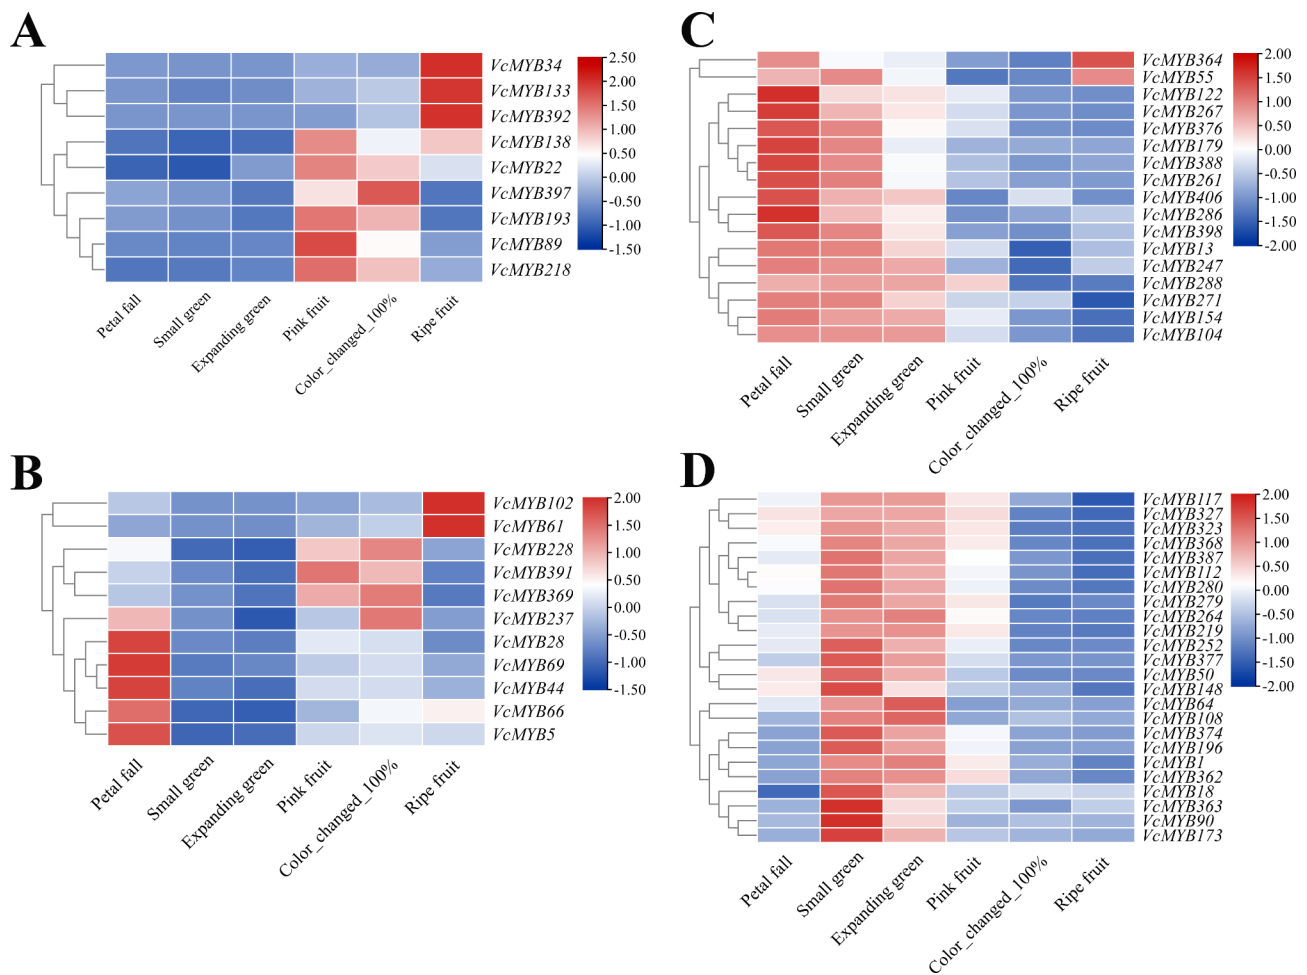 A
VcMYB34
VcMYB133
VcMYB392
VcMYB138
VcMYB22
VcMYB397
VcMYB193
VcMYB89
VcMYB218
2.50
2.00
1.50
1.00
0.50
0.00
-0.50
-1.00
-1.50
Petal fall
Small green
Expanding green
Pink fruit
Color_changed_100%
Ripe fruit
C
VcMYB364
VcMYB55
VcMYB122
VcMYB267
VcMYB376
VcMYB179
VcMYB388
VcMYB261
VcMYB406
VcMYB286
VcMYB398
VcMYB13
VcMYB247
VcMYB288
VcMYB271
VcMYB154
VcMYB104
2.00
1.50
1.00
0.50
0.00
-0.50
-1.00
-1.50
-2.00
Petal fall
Small green
Expanding green
Pink fruit
Color_changed_100%
Ripe fruit
B
VcMYB102
VcMYB61
VcMYB228
VcMYB391
VcMYB369
VcMYB237
VcMYB28
VcMYB69
VcMYB44
VcMYB66
VcMYB5
2.00
1.50
1.00
0.50
0.00
-0.50
-1.00
-1.50
Petal fall
Small green
Expanding green
Pink fruit
Color_changed_100%
Ripe fruit
D
VcMYB117
VcMYB327
VcMYB323
VcMYB368
VcMYB387
VcMYB112
VcMYB280
VcMYB279
VcMYB264
VcMYB219
VcMYB252
VcMYB377
VcMYB50
VcMYB148
VcMYB64
VcMYB108
VcMYB374
VcMYB196
VcMYB1
VcMYB362
VcMYB18
VcMYB363
VcMYB90
VcMYB173
2.00
1.50
1.00
0.50
0.00
-0.50
-1.00
-1.50
-2.00
Petal fall
Small green
Expanding green
Pink fruit
Color_changed_100%
Ripe fruit